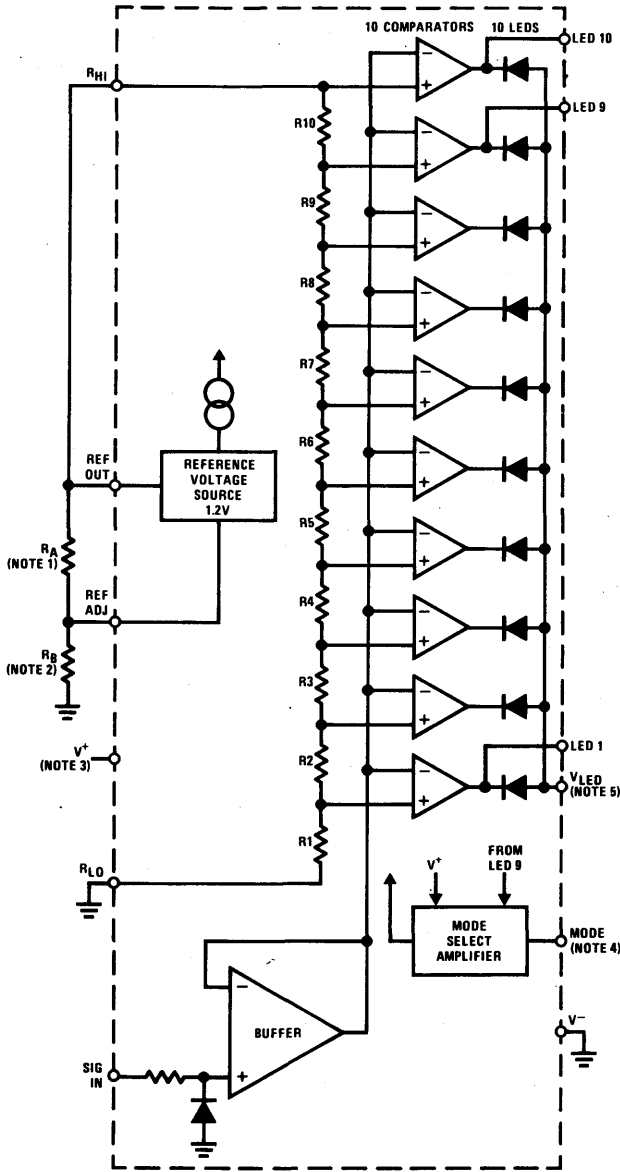 10 COMPARATORS
10 LEDS
LED 10
RHI
LED 9
R10
R9
R8
R7
R6
R5
R4
R3
R2
R1
REF
OUT
REFERENCE
VOLTAGE
SOURCE
1.2V
RA
(NOTE 1)
REF
ADJ
RB
(NOTE 2)
V+
(NOTE 3)
LED 1
VLED
(NOTE 5)
RLO
V+
FROM
LED 9
MODE
SELECT
AMPLIFIER
MODE
(NOTE 4)
BUFFER
V−
SIG
IN
− +
− +
− +
− +
− +
− +
− +
− +
− +
− +
− +